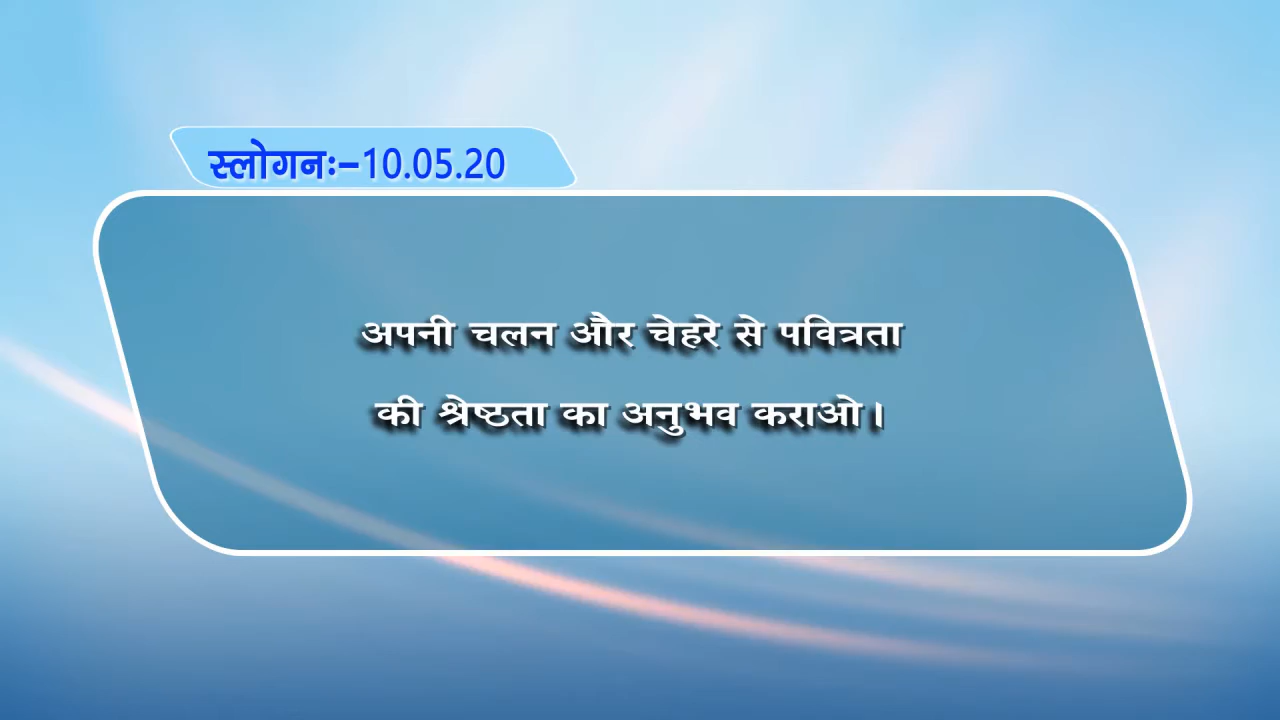 स्लोगनः–10.05.20
अपनी चलन और चेहरे से पवित्रता
की श्रेष्ठता का अनुभव कराओ।